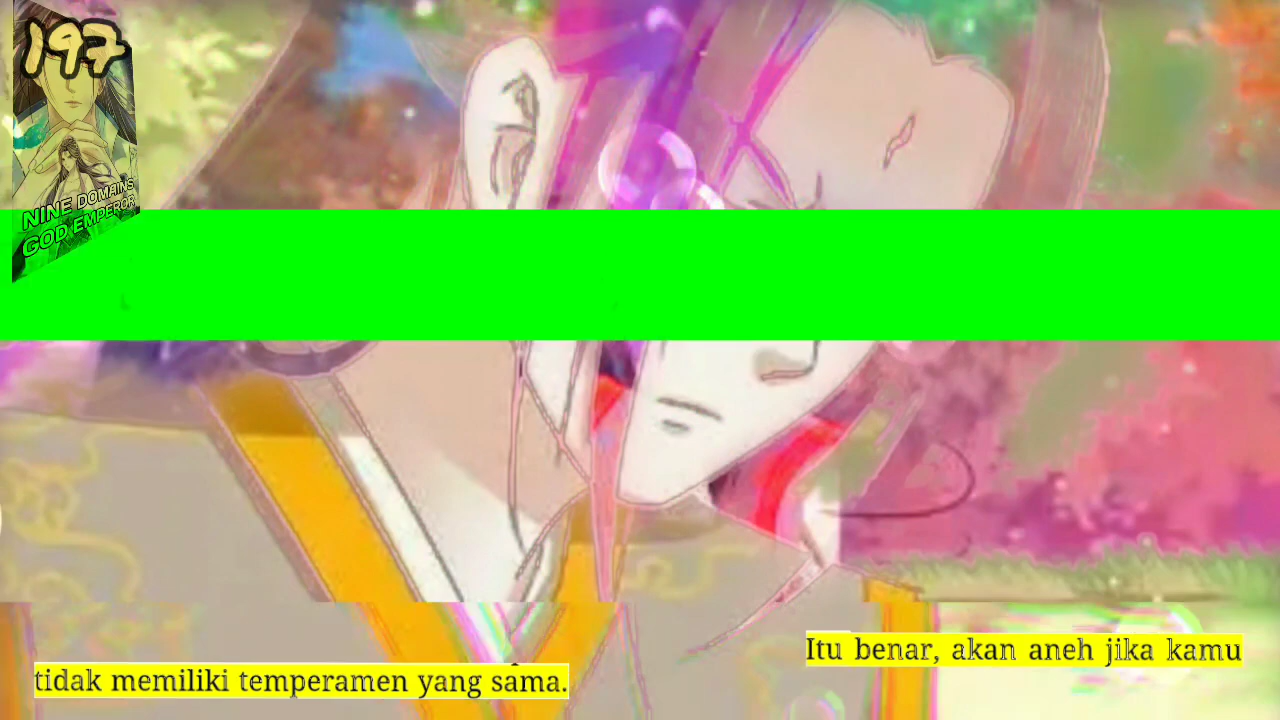 197
NINE DOMAINS
GOD EMPEROR
Itu benar, akan aneh jika kamu
tidak memiliki temperamen yang sama.